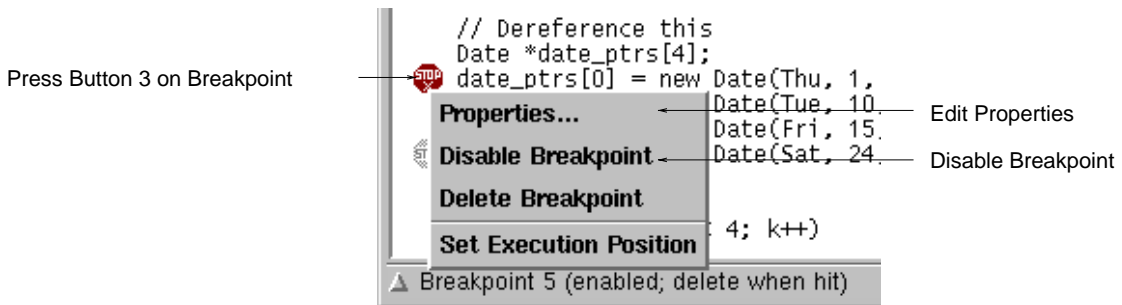 // Dereference this
Date *date_ptrs[4];
Press Button 3 on Breakpoint
STOP
date_ptrs[0] = new Date(Thu, 1,
Properties...
Date(Tue, 10
Edit Properties
Date(Fri, 15
ST
Disable Breakpoint
Date(Sat, 24
Disable Breakpoint
Delete Breakpoint
4; k++)
Set Execution Position
Breakpoint 5 (enabled; delete when hit)